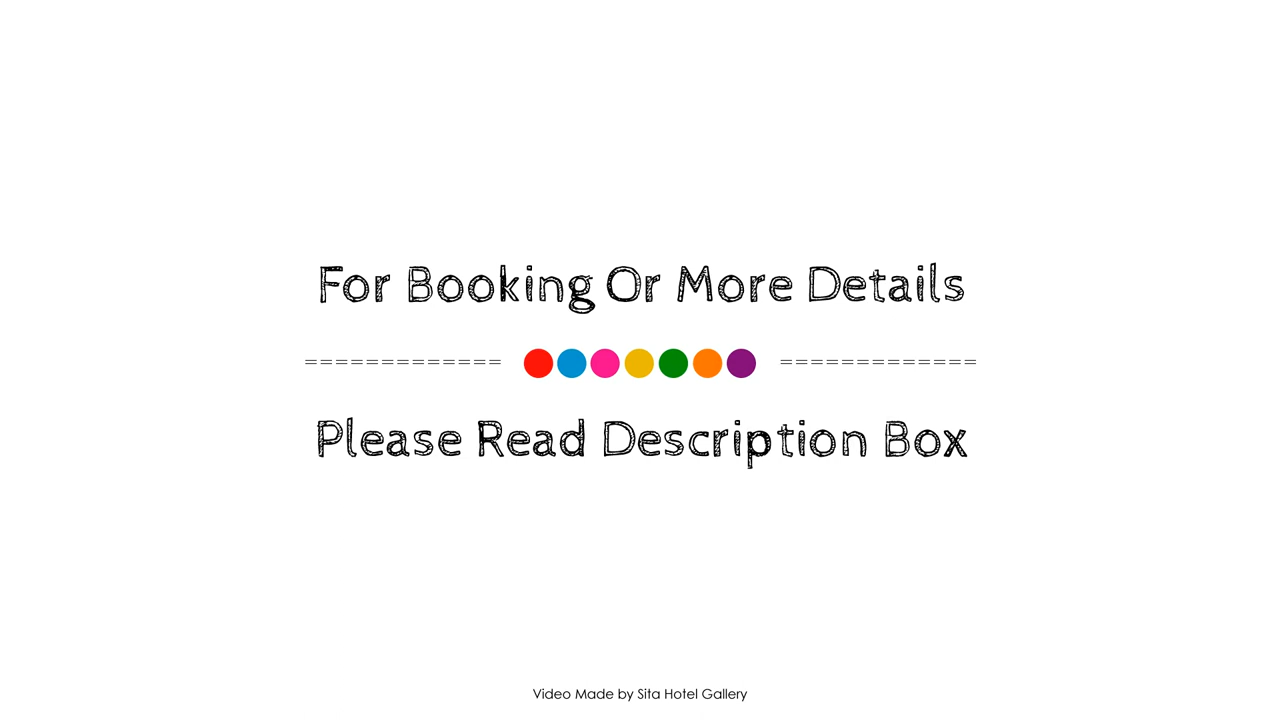 For Booking Or More Details
============= =============
Please Read Description Box
Video Made by Sita Hotel Gallery